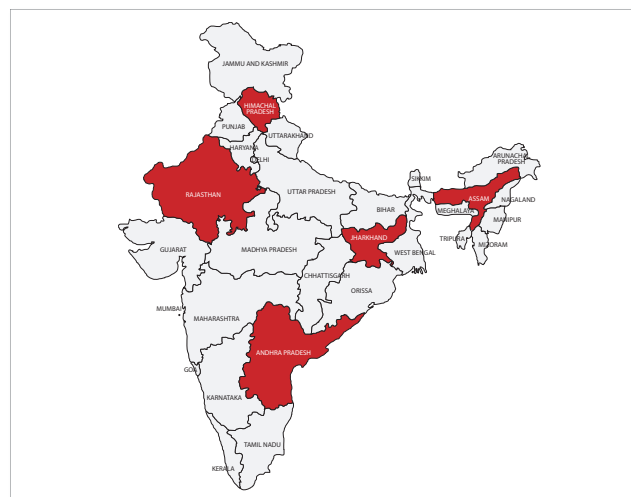 JAMMU AND KASHMIR
HIMACHAL
PRADESH
PUNJAB
UTTARAKHAND
HARYANA
DELHI
ARUNACHAL
PRADESH
SIKKIM
RAJASTHAN
UTTAR PRADESH
ASSAM
NAGALAND
BIHAR
MEGHALAYA
MANIPUR
JHARKHAND
TRIPURA
MIZORAM
GUJARAT
MADHYA PRADESH
WEST BENGAL
CHHATTISGARH
ORISSA
MUMBAI
MAHARASHTRA
ANDHRA PRADESH
GOA
KARNATAKA
TAMIL NADU
KERALA